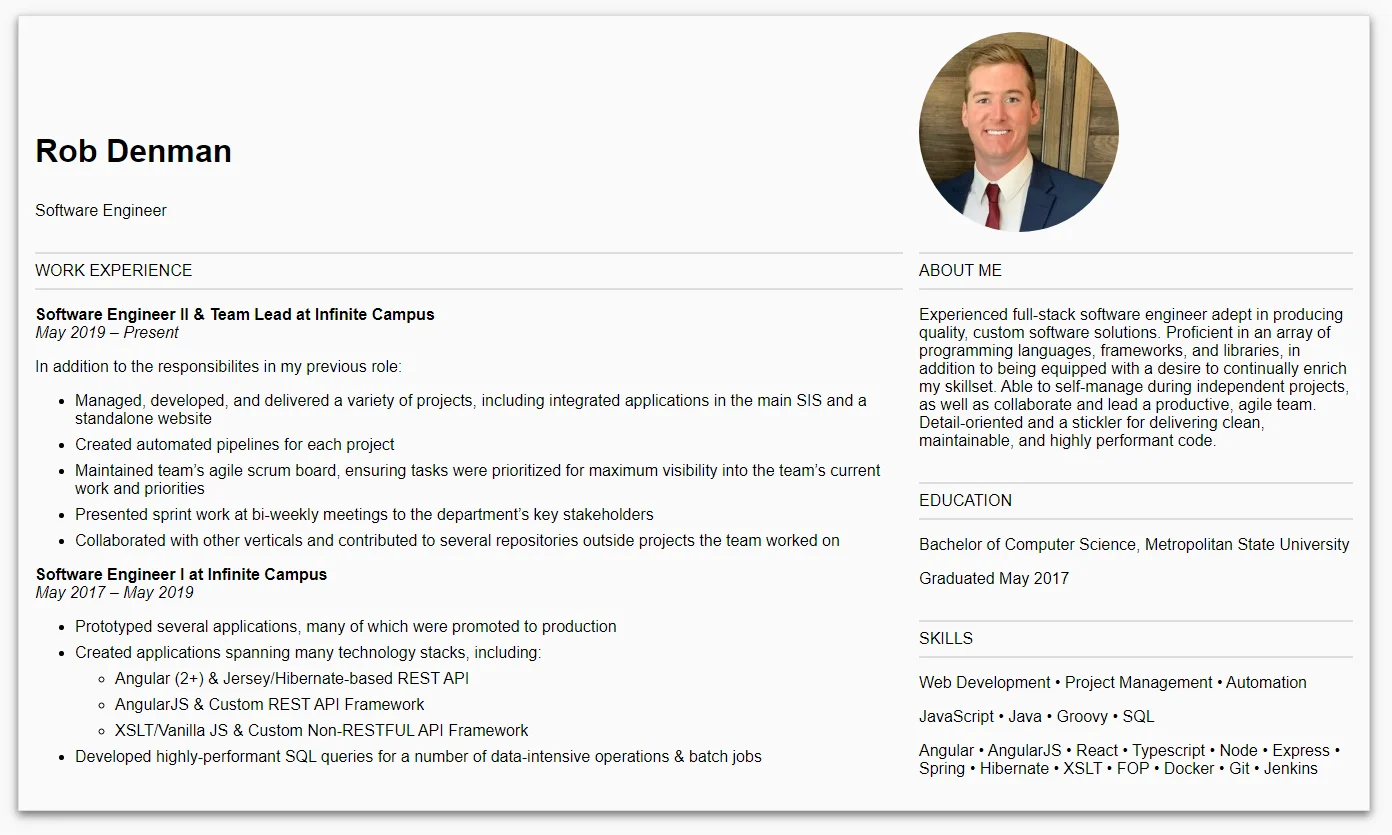 Rob Denman
Software Engineer
WORK EXPERIENCE
Software Engineer II & Team Lead at Infinite Campus
May 2019 – Present
In addition to the responsibilites in my previous role:
• Managed, developed, and delivered a variety of projects, including integrated applications in the main SIS and a
standalone website
• Created automated pipelines for each project
• Maintained team’s agile scrum board, ensuring tasks were prioritized for maximum visibility into the team’s current
work and priorities
• Presented sprint work at bi-weekly meetings to the department’s key stakeholders
• Collaborated with other verticals and contributed to several repositories outside projects the team worked on
Software Engineer I at Infinite Campus
May 2017 – May 2019
• Prototyped several applications, many of which were promoted to production
• Created applications spanning many technology stacks, including:
◦ Angular (2+) & Jersey/Hibernate-based REST API
◦ AngularJS & Custom REST API Framework
◦ XSLT/Vanilla JS & Custom Non-RESTFUL API Framework
• Developed highly-performant SQL queries for a number of data-intensive operations & batch jobs
ABOUT ME
Experienced full-stack software engineer adept in producing
quality, custom software solutions. Proficient in an array of
programming languages, frameworks, and libraries, in
addition to being equipped with a desire to continually enrich
my skillset. Able to self-manage during independent projects,
as well as collaborate and lead a productive, agile team.
Detail-oriented and a stickler for delivering clean,
maintainable, and highly performant code.
EDUCATION
Bachelor of Computer Science, Metropolitan State University
Graduated May 2017
SKILLS
Web Development • Project Management • Automation
JavaScript • Java • Groovy • SQL
Angular • AngularJS • React • Typescript • Node • Express •
Spring • Hibernate • XSLT • FOP • Docker • Git • Jenkins